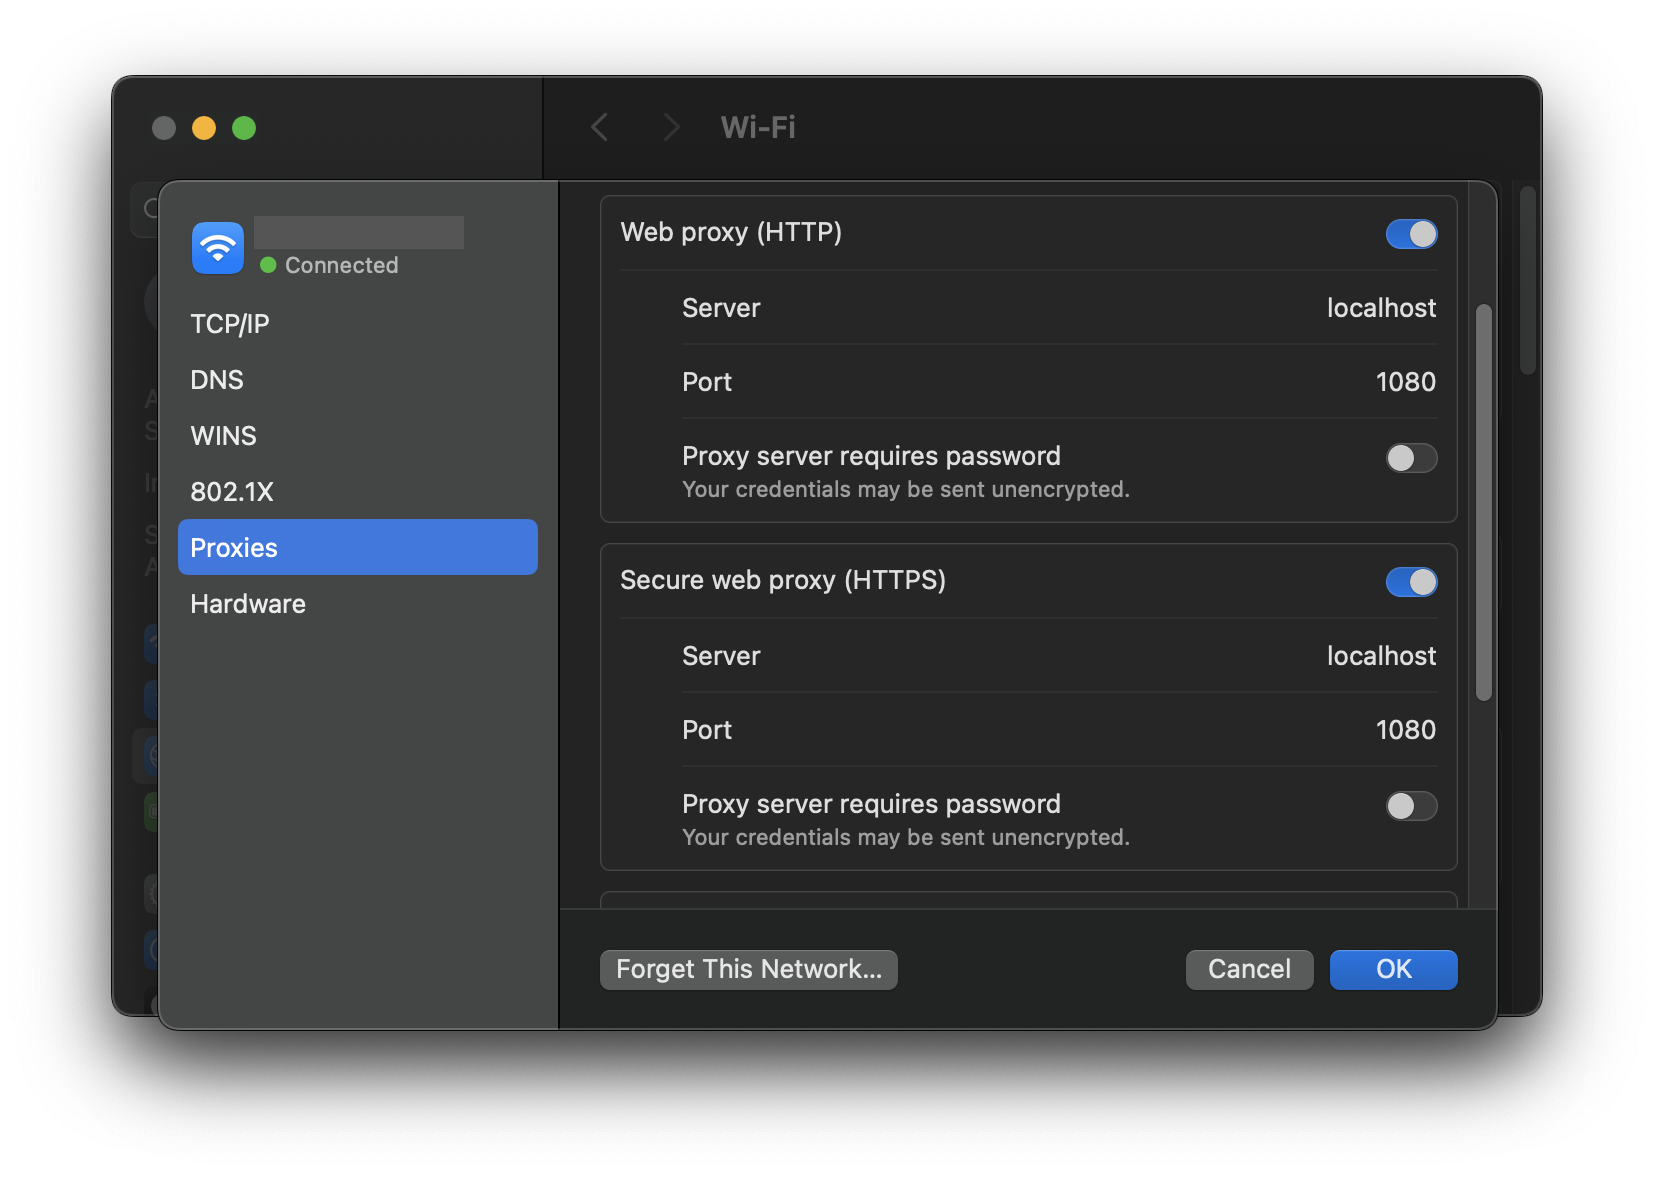 Wi-Fi
Connected
TCP/IP
DNS
WINS
802.1X
Proxies
Hardware
Web proxy (HTTP)
Server localhost
Port 1080
Proxy server requires password
Your credentials may be sent unencrypted.
Secure web proxy (HTTPS)
Server localhost
Port 1080
Proxy server requires password
Your credentials may be sent unencrypted.
Forget This Network... Cancel OK